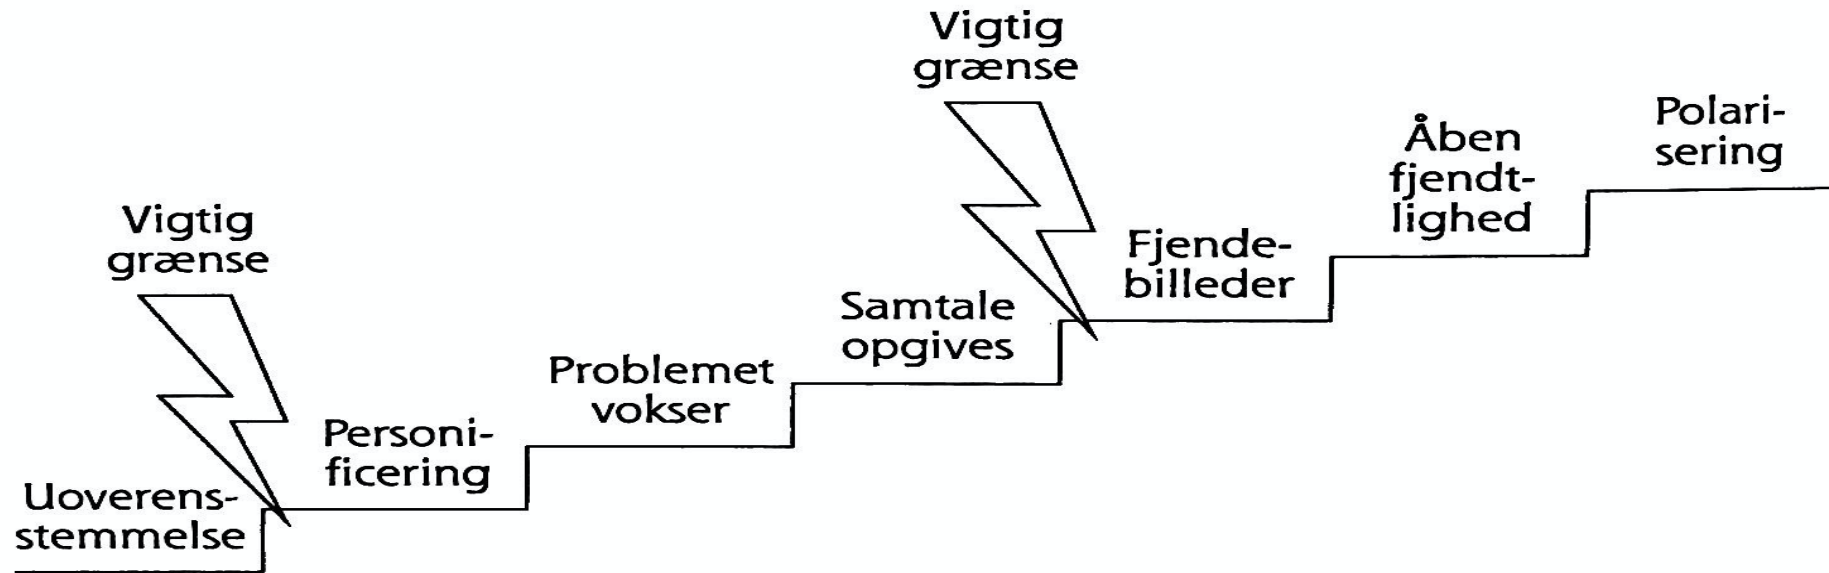 Vigtig
grænse
Polari-
sering
Åben
fjendt-
lighed
Vigtig
grænse
Fjende-
billeder
Samtale
opgives
Problemet
vokser
Personi-
ficering
Uoverens-
stemmelse